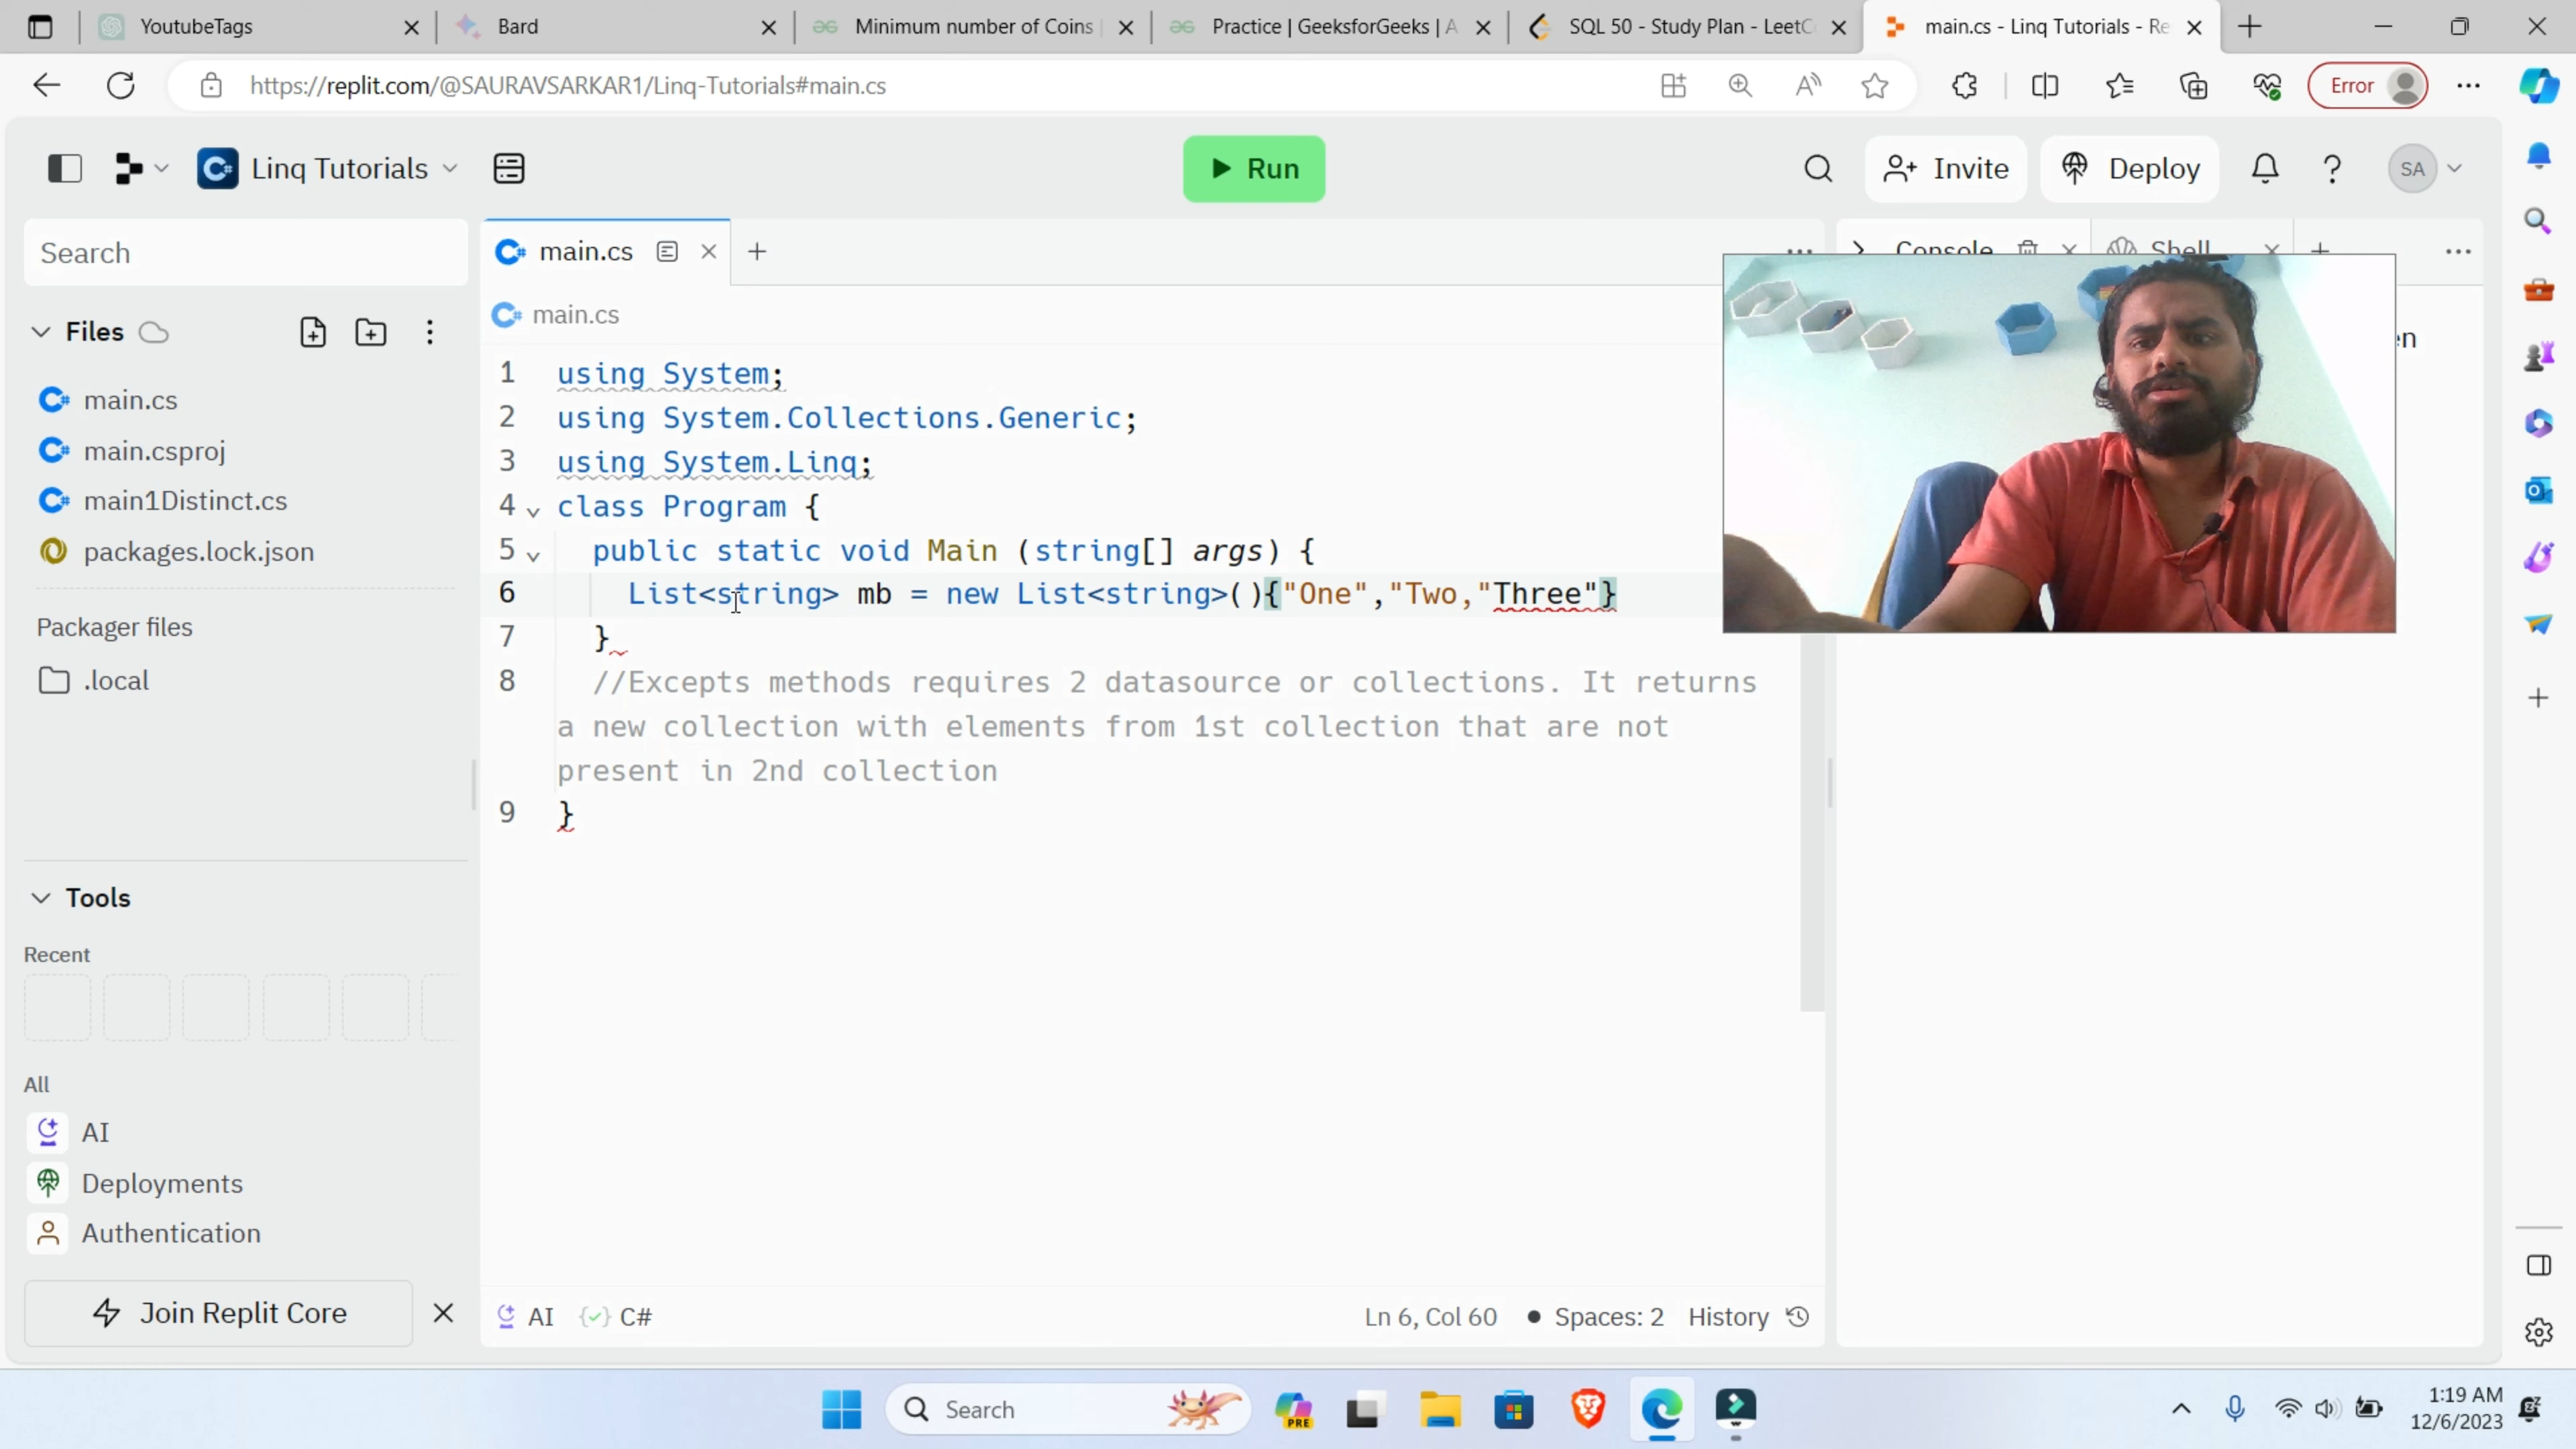 YoutubeTags
Bard
Minimum number of Coins
Practice | GeeksforGeeks | A
SQL 50 - Study Plan - LeetC
main.cs - Linq Tutorials - Re
https://replit.com/@SAURAVSARKAR1/Linq-Tutorials#main.cs
Error
Linq Tutorials
Run
Invite
Deploy
SA
Search
main.cs
Console
Shell
Files
main.cs
main.cs
main.csproj
main1Distinct.cs
packages.lock.json
Packager files
.local
1 using System;
2 using System.Collections.Generic;
3 using System.Linq;
4 class Program {
5 public static void Main (string[] args) {
6 List<string> mb = new List<string>(){"One","Two,"Three"}
7 }
8 //Excepts methods requires 2 datasource or collections. It returns
a new collection with elements from 1st collection that are not
present in 2nd collection
9 }
Tools
Recent
All
AI
Deployments
Authentication
Join Replit Core
AI
C#
Ln 6, Col 60
Spaces: 2
History
Search
PRE
1:19 AM
12/6/2023